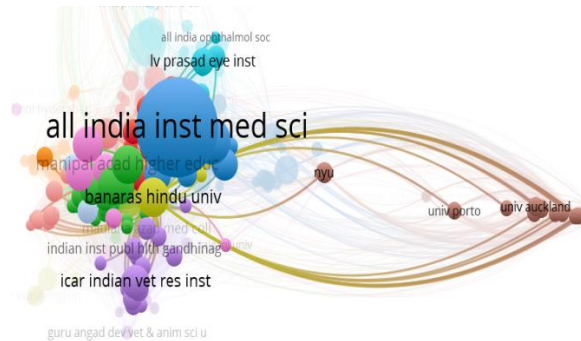 all india ophthalmol soc
lv prasad eye inst
all india inst med sci
manipal acad higher educ
nyu
banaras hindu univ
univ porto
univ auckland
indian inst publ hlth gandhinag
univ
icar indian vet res inst
guru angad dev vet & anim sci u